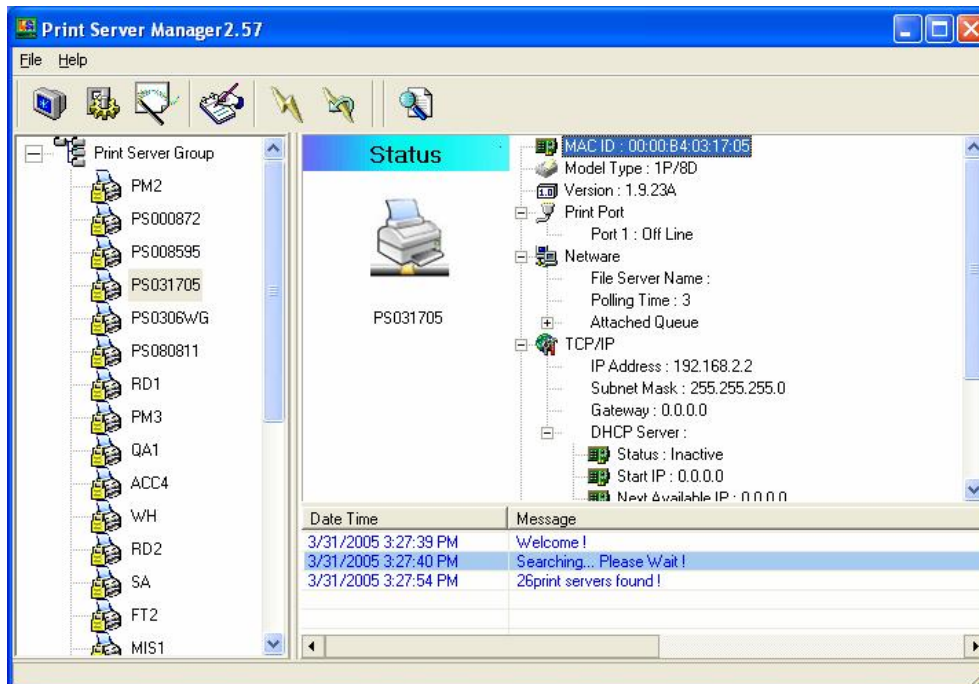 Print Server Manager2.57
File Help
Print Server Group
PM2
PS000872
PS008595
PS031705
PS0306WG
PS080811
RD1
PM3
QA1
ACC4
WH
RD2
SA
FT2
MIS1
Status
PS031705
MAC ID : 00:00:B4:03:17:05
Model Type : 1P/8D
1.0 Version : 1.9.23A
Print Port
Port 1 : Off Line
Netware
File Server Name :
Polling Time : 3
Attached Queue
TCP/IP
IP Address : 192.168.2.2
Subnet Mask : 255.255.255.0
Gateway : 0.0.0.0
DHCP Server :
Status : Inactive
Start IP : 0.0.0.0
Next Available IP : 0.0.0.0
Date Time Message
3/31/2005 3:27:39 PM Welcome !
3/31/2005 3:27:40 PM Searching... Please Wait !
3/31/2005 3:27:54 PM 26print servers found !